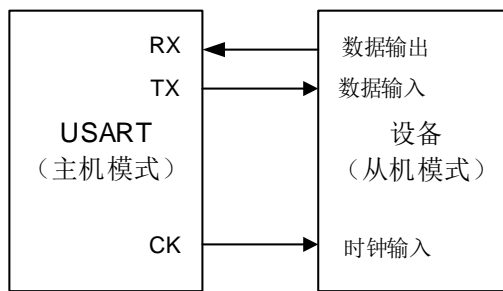 RX
TX
USART
（主机模式）
CK
数据输出
数据输入
设备
（从机模式）
时钟输入